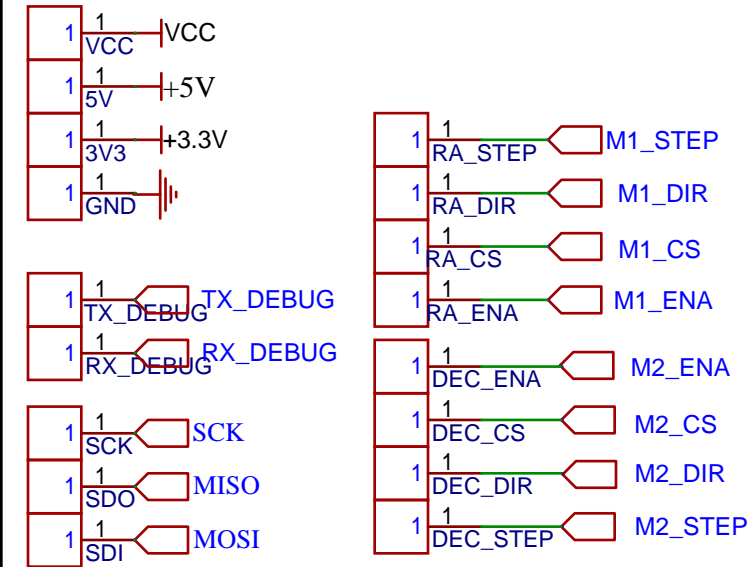 1 1 VCC VCC
1 1 5V +5V
1 1 3V3 +3.3V
1 1 GND
1 1 TX_DEBUG TX_DEBUG
1 1 RX_DEBUG RX_DEBUG
1 1 SCK SCK
1 1 SDO MISO
1 1 SDI MOSI
1 1 RA_STEP M1_STEP
1 1 RA_DIR M1_DIR
1 1 RA_CS M1_CS
1 1 RA_ENA M1_ENA
1 1 DEC_ENA M2_ENA
1 1 DEC_CS M2_CS
1 1 DEC_DIR M2_DIR
1 1 DEC_STEP M2_STEP